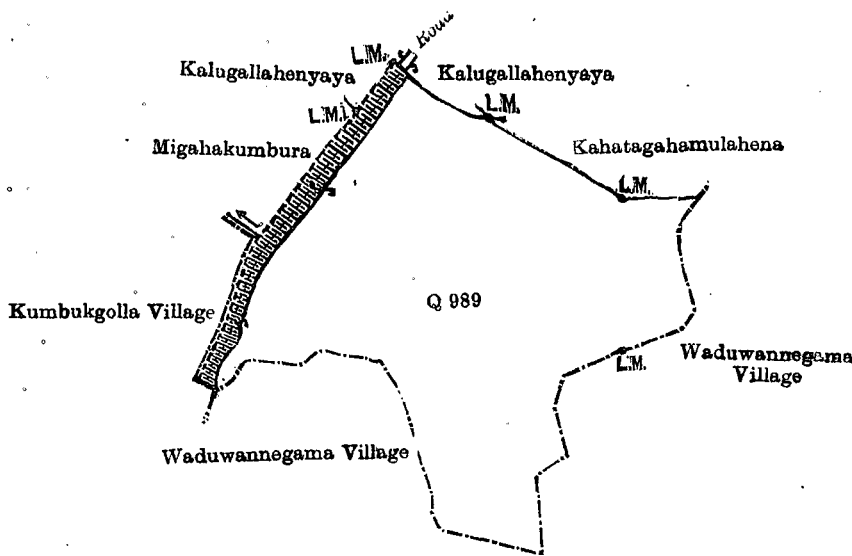 Road
L.M.
Kalugallahenyaya
Kalugallahenyaya
L.M.
L.M.
Migahakumbura
Kahatagahamulahena
L.M.
Q 989
Kumbukgolla Village
Waduwannegama
Village
L.M.
Waduwannegama Village